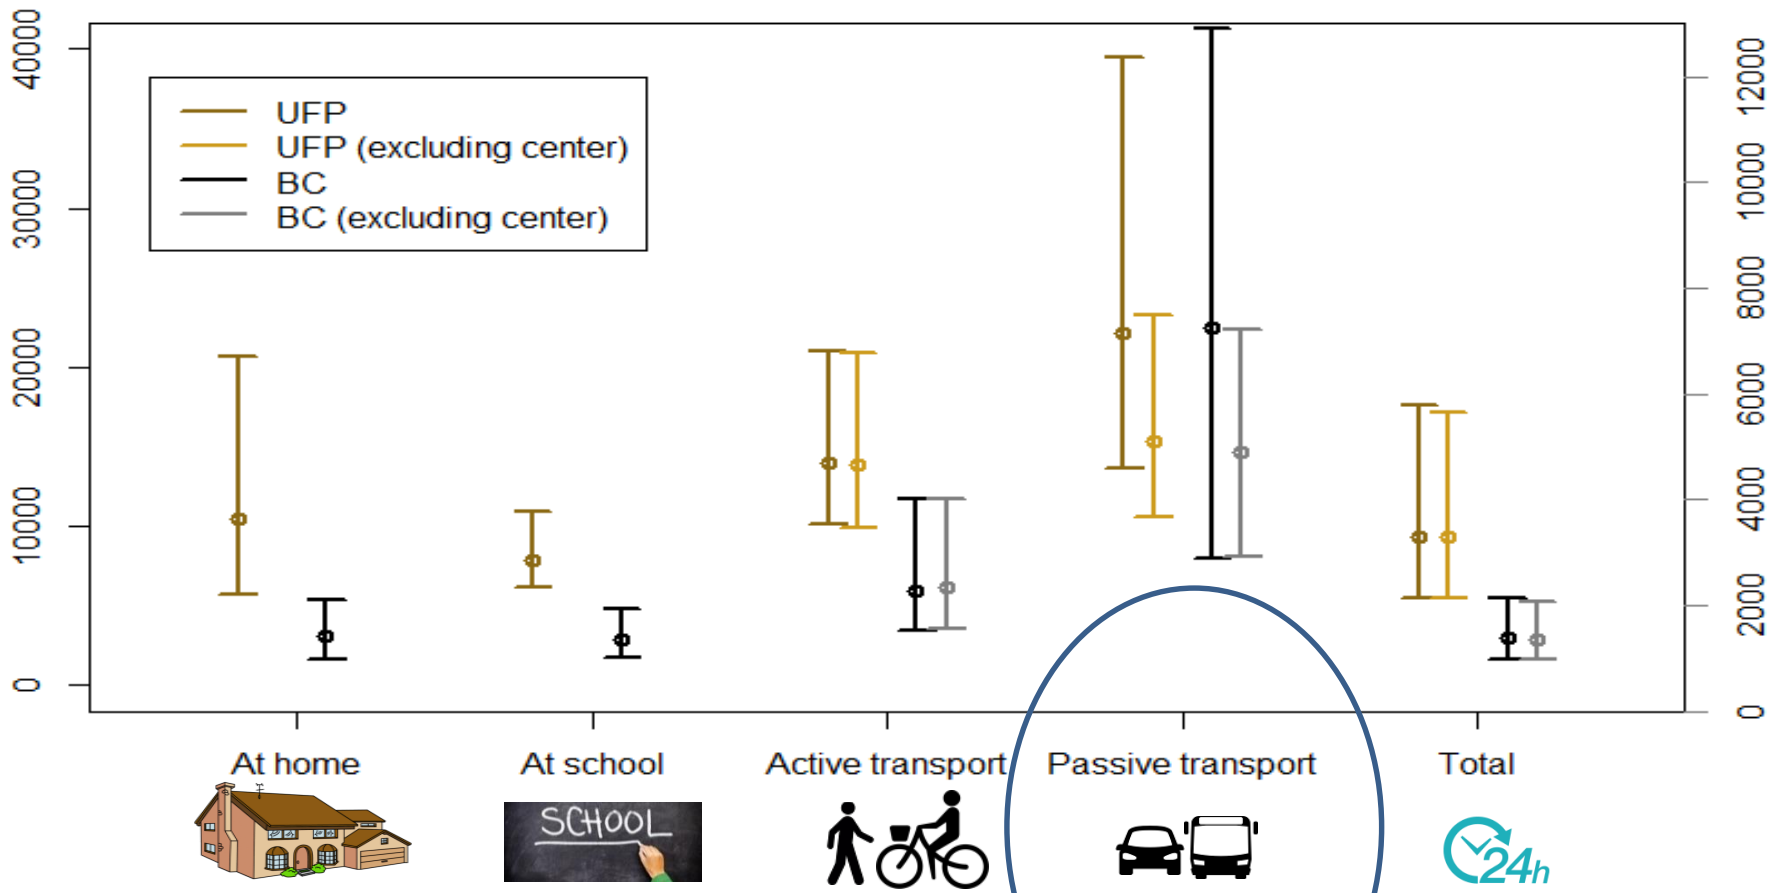 40000
30000
20000
10000
0
UFP
UFP (excluding center)
BC
BC (excluding center)
12000
10000
8000
6000
4000
2000
0
At home
At school
Active transport
Passive transport
Total
SCHOOL
24h